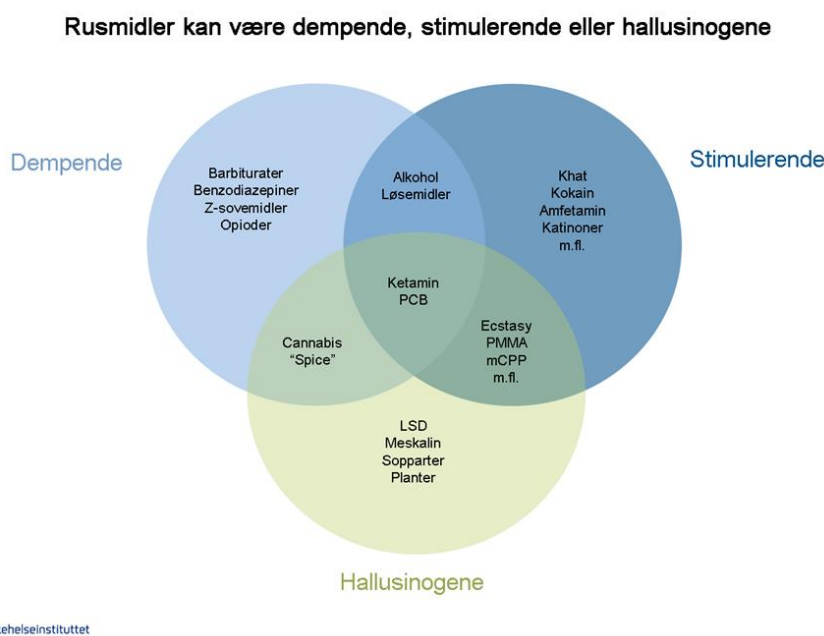 Rusmidler kan være dempende, stimulerende eller hallusinogene
Dempende
Stimulerende
Barbiturater
Benzodiazepiner
Z-sovemidler
Opioder
Alkohol
Løsemidler
Khat
Kokain
Amfetamin
Katinoner
m.fl.
Ketamin
PCB
Cannabis
"Spice"
Ecstasy
PMMA
mCPP
m.fl.
LSD
Meskalin
Sopparter
Planter
Hallusinogene
ehelseinstituttet